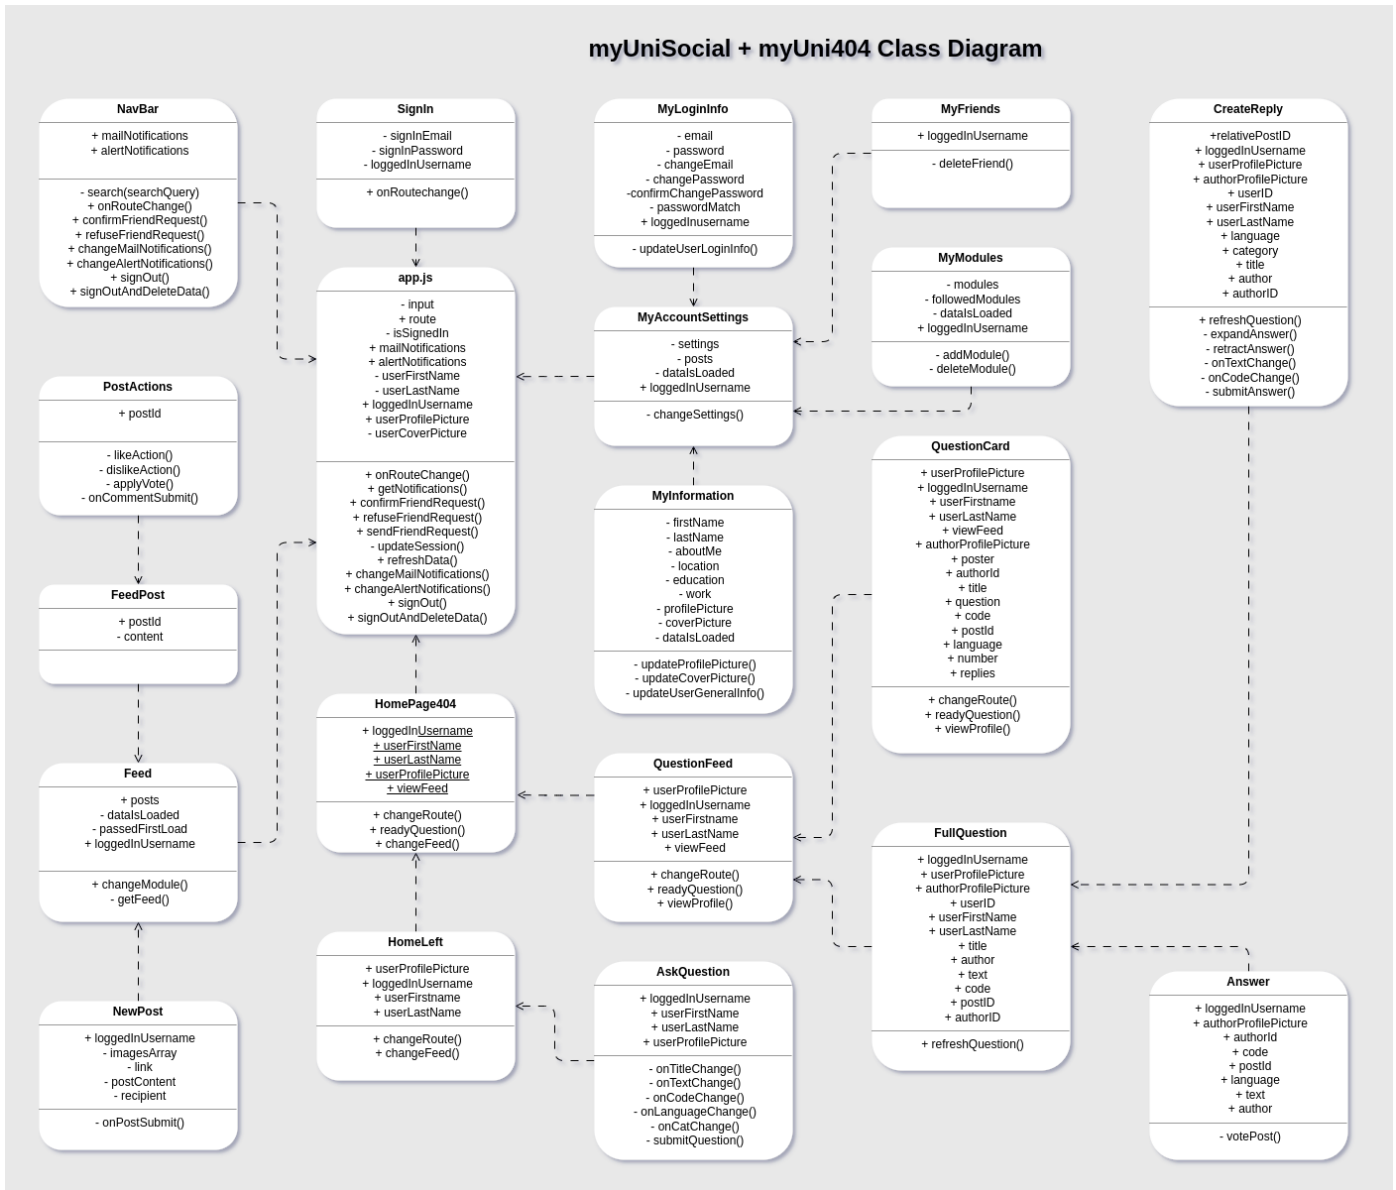 myUniSocial + myUni404 Class Diagram
NavBar
+ mailNotifications
+ alertNotifications
- search(searchQuery)
+ onRouteChange()
+ confirmFriendRequest()
+ refuseFriendRequest()
+ changeMailNotifications()
+ changeAlertNotifications()
+ signOut()
+ signOutAndDeleteData()
PostActions
+ postId
- likeAction()
- dislikeAction()
- applyVote()
- onCommentSubmit()
FeedPost
+ postId
- content
Feed
+ posts
- dataIsLoaded
- passedFirstLoad
+ loggedInUsername
+ changeModule()
- getFeed()
NewPost
+ loggedInUsername
- imagesArray
- link
- postContent
- recipient
- onPostSubmit()
SignIn
- signInEmail
- signInPassword
- loggedInUsername
+ onRoutechange()
app.js
- input
+ route
- isSignedIn
+ mailNotifications
+ alertNotifications
- userFirstName
- userLastName
+ loggedInUsername
+ userProfilePicture
- userCoverPicture
+ onRouteChange()
+ getNotifications()
+ confirmFriendRequest()
+ refuseFriendRequest()
+ sendFriendRequest()
- updateSession()
+ refreshData()
+ changeMailNotifications()
+ changeAlertNotifications()
+ signOut()
+ signOutAndDeleteData()
HomePage404
+ loggedInUsername
+ userFirstName
+ userLastName
+ userProfilePicture
+ viewFeed
+ changeRoute()
+ readyQuestion()
+ changeFeed()
HomeLeft
+ userProfilePicture
+ loggedInUsername
+ userFirstname
+ userLastName
+ changeRoute()
+ changeFeed()
MyLoginInfo
- email
- password
- changeEmail
- changePassword
-confirmChangePassword
- passwordMatch
+ loggedInusername
- updateUserLoginInfo()
MyAccountSettings
- settings
- posts
- dataIsLoaded
+ loggedInUsername
- changeSettings()
MyInformation
- firstName
- lastName
- aboutMe
- location
- education
- work
- profilePicture
- coverPicture
- dataIsLoaded
- updateProfilePicture()
- updateCoverPicture()
- updateUserGeneralInfo()
QuestionFeed
+ userProfilePicture
+ loggedInUsername
+ userFirstname
+ userLastName
+ viewFeed
+ changeRoute()
+ readyQuestion()
+ viewProfile()
AskQuestion
+ loggedInUsername
+ userFirstName
+ userLastName
+ userProfilePicture
- onTitleChange()
- onTextChange()
- onCodeChange()
- onLanguageChange()
- onCatChange()
- submitQuestion()
MyFriends
+ loggedInUsername
- deleteFriend()
MyModules
- modules
- followedModules
- dataIsLoaded
+ loggedInUsername
- addModule()
- deleteModule()
QuestionCard
+ userProfilePicture
+ loggedInUsername
+ userFirstname
+ userLastName
+ viewFeed
+ authorProfilePicture
+ poster
+ authorId
+ title
+ question
+ code
+ postId
+ language
+ number
+ replies
+ changeRoute()
+ readyQuestion()
+ viewProfile()
FullQuestion
+ loggedInUsername
+ userProfilePicture
+ authorProfilePicture
+ userID
+ userFirstName
+ userLastName
+ title
+ author
+ text
+ code
+ postID
+ authorID
+ refreshQuestion()
CreateReply
+relativePostID
+ loggedInUsername
+ userProfilePicture
+ authorProfilePicture
+ userID
+ userFirstName
+ userLastName
+ language
+ category
+ title
+ author
+ authorID
+ refreshQuestion()
- expandAnswer()
- retractAnswer()
- onTextChange()
- onCodeChange()
- submitAnswer()
Answer
+ loggedInUsername
+ authorProfilePicture
+ authorId
+ code
+ postId
+ language
+ text
+ author
- votePost()